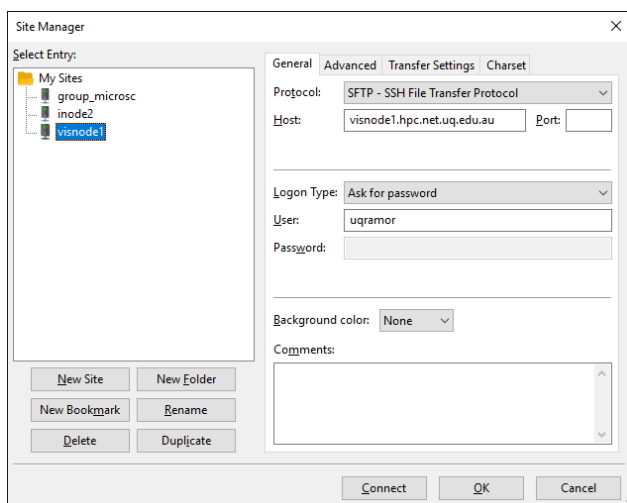 Site Manager
Select Entry:
My Sites
group_microsc
inode2
visnode1
New Site
New Folder
New Bookmark
Rename
Delete
Duplicate
General
Advanced
Transfer Settings
Charset
Protocol: SFTP - SSH File Transfer Protocol
Host: visnode1.hpc.net.uq.edu.au Port:
Logon Type: Ask for password
User: uqramor
Password:
Background color: None
Comments:
Connect
OK
Cancel